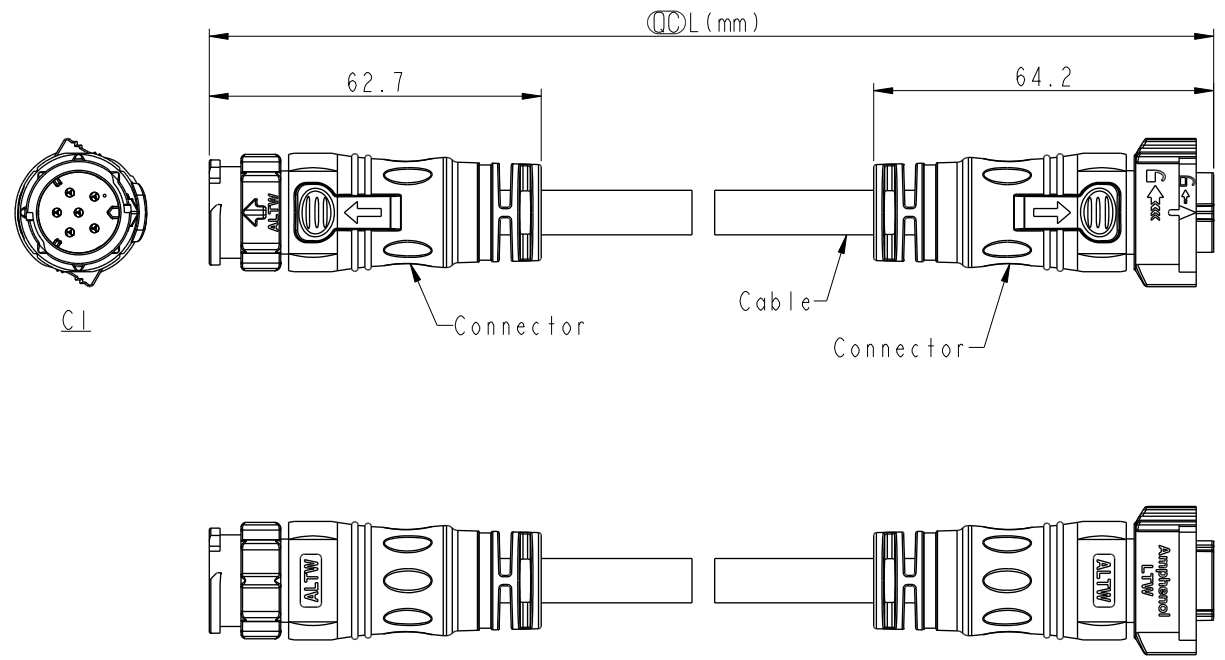 QC L(mm)
62.7
64.2
ALTW
C1
Cable
Connector
Connector
ALTW
ALTW
Amphenol
LTW